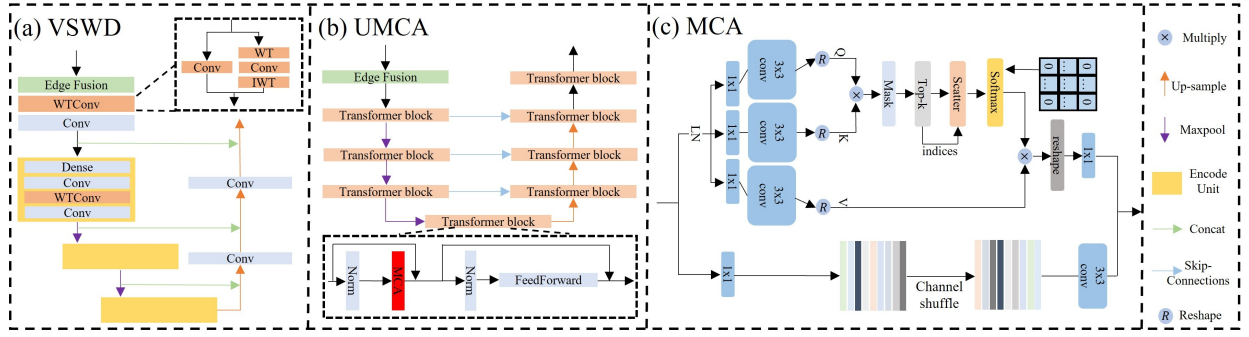 (a) VSWD
Edge Fusion
WTConv
Conv
Dense
Conv
WTConv
Conv
Conv
WT
Conv
IWT
Conv
Conv
(b) UMCA
Edge Fusion
Transformer block
Transformer block
Transformer block
Transformer block
Transformer block
Transformer block
Transformer block
Transformer block
Norm
MCA
Norm
FeedForward
(c) MCA
LN
1x1
3x3
conv
R
Q
1x1
3x3
conv
R
K
1x1
3x3
conv
R
V
×
Mask
Top-k
Scatter
Softmax
indices
0 ... 0
... ... ...
0 ... 0
×
reshape
1x1
1x1
Channel
shuffle
3x3
conv
× Multiply
Up-sample
Maxpool
Encode
Unit
Concat
Skip-
Connections
R Reshape